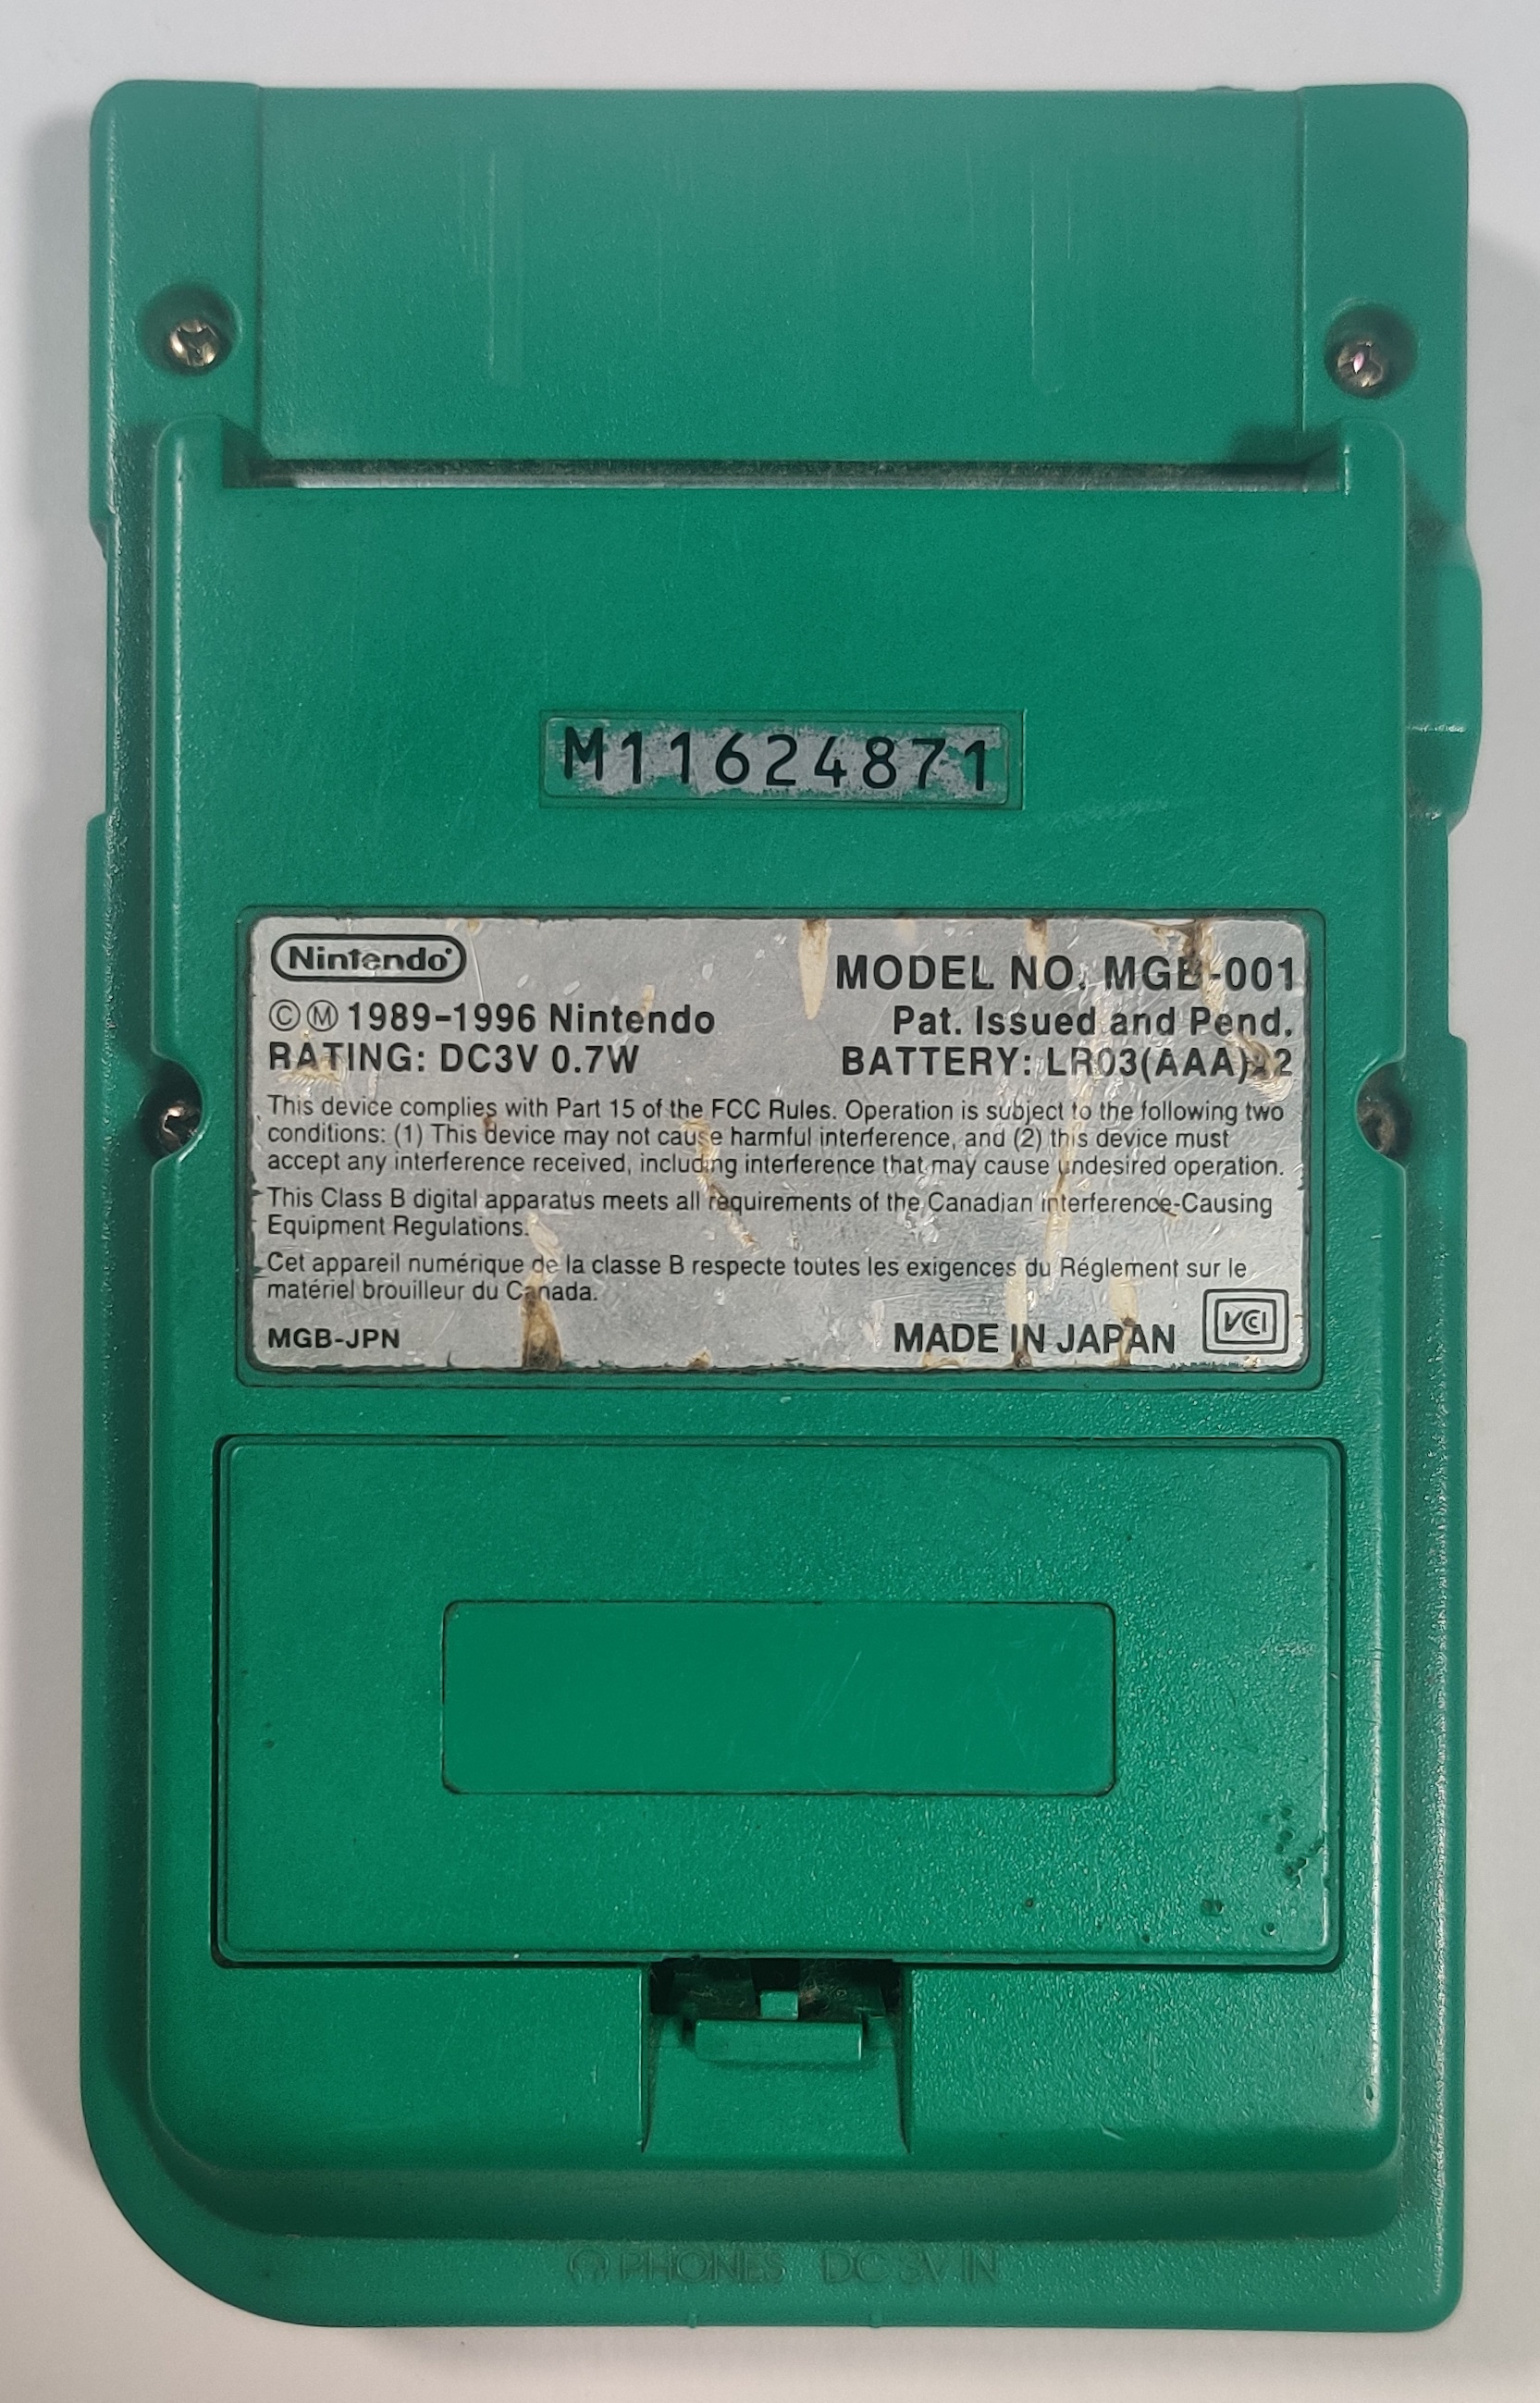 M11624871
Nintendo®
MODEL NO. MGB-001
©Ⓜ 1989-1996 Nintendo
Pat. Issued and Pend.
RATING: DC3V 0.7W
BATTERY: LR03(AAA)x2
This device complies with Part 15 of the FCC Rules. Operation is subject to the following two
conditions: (1) This device may not cause harmful interference, and (2) this device must
accept any interference received, including interference that may cause undesired operation.
This Class B digital apparatus meets all requirements of the Canadian interference-Causing
Equipment Regulations.
Cet appareil numérique de la classe B respecte toutes les exigences du Réglement sur le
matériel brouilleur du Canada.
MGB-JPN
MADE IN JAPAN
VCI
PHONES DC 3V IN